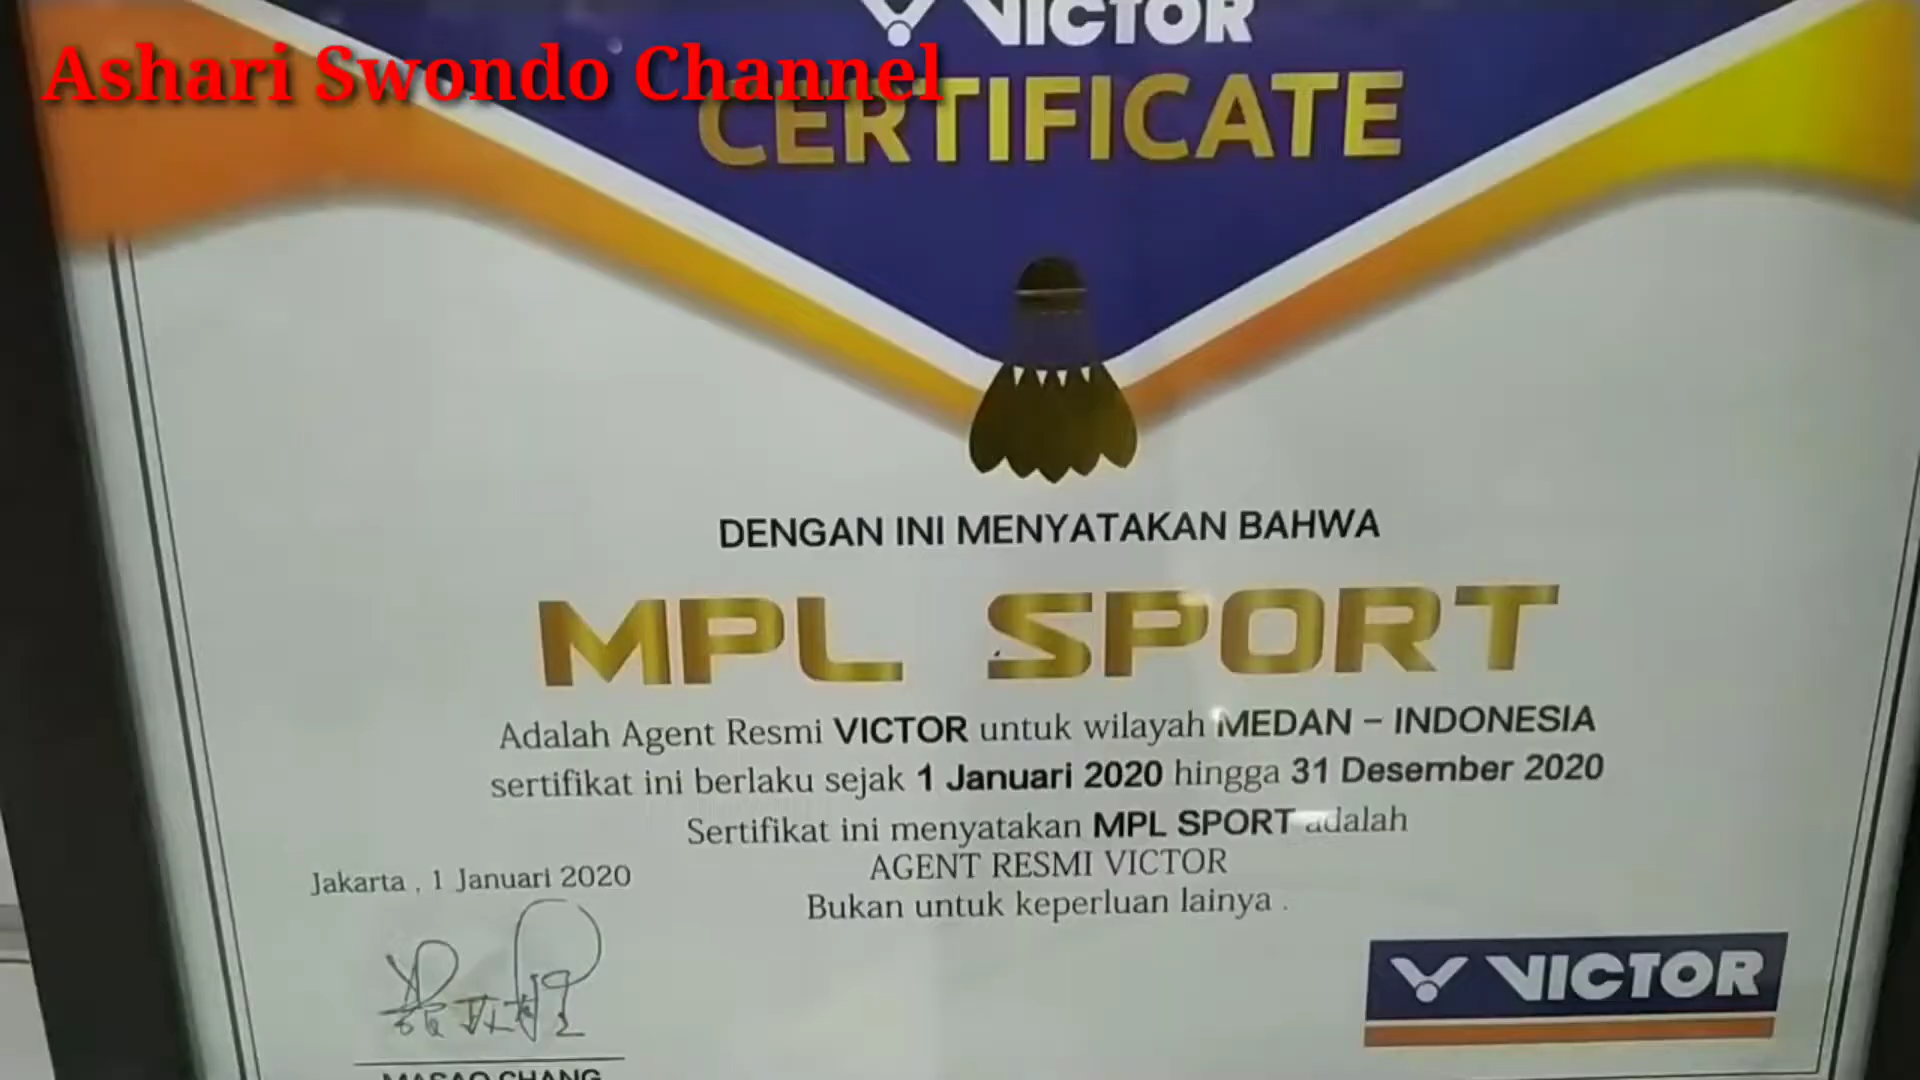 VICTOR
Ashari Swondo Channel
CERTIFICATE
DENGAN INI MENYATAKAN BAHWA
MPL SPORT
Adalah Agent Resmi VICTOR untuk wilayah MEDAN – INDONESIA
sertifikat ini berlaku sejak 1 Januari 2020 hingga 31 Desember 2020
Sertifikat ini menyatakan MPL SPORT adalah
AGENT RESMI VICTOR
Bukan untuk keperluan lainya .
Jakarta , 1 Januari 2020
MASAO CHANG
VICTOR